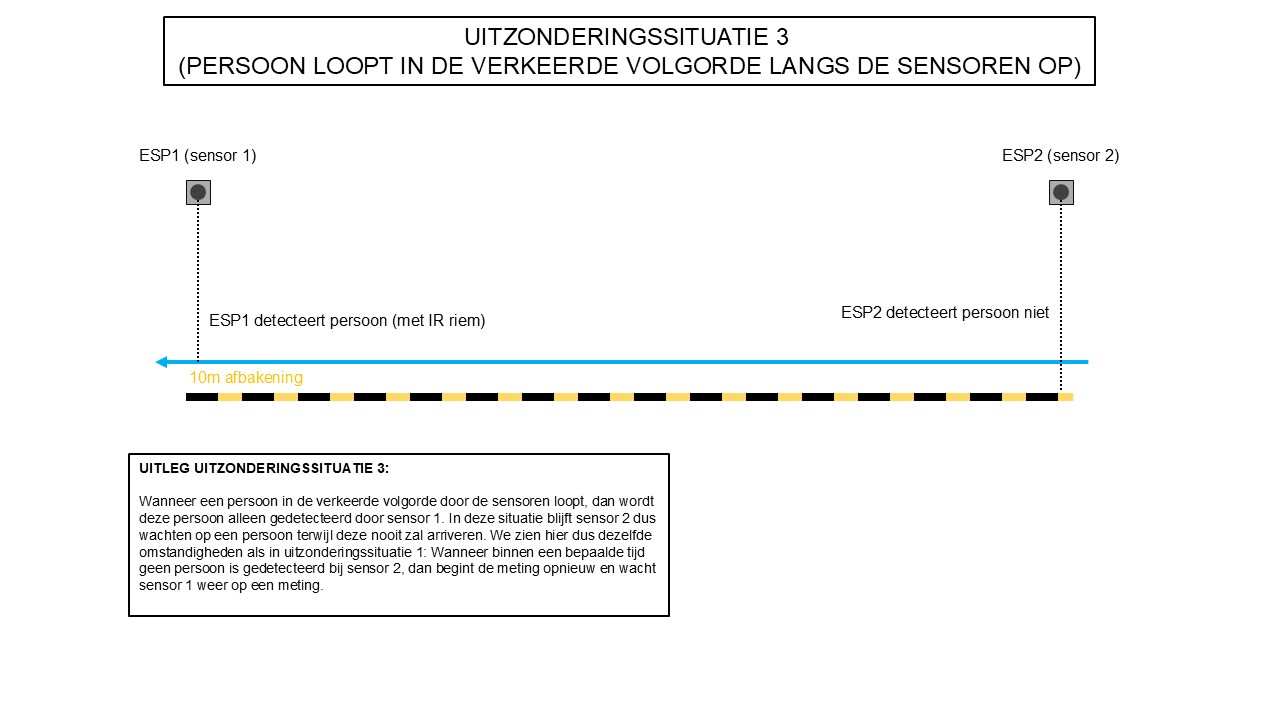 UITZONDERINGSSITUATIE 3
(PERSOON LOOPT IN DE VERKEERDE VOLGORDE LANGS DE SENSOREN OP)
ESP1 (sensor 1)
ESP2 (sensor 2)
ESP1 detecteert persoon (met IR riem)
ESP2 detecteert persoon niet
10m afbakening
UITLEG UITZONDERINGSSITUATIE 3:
Wanneer een persoon in de verkeerde volgorde door de sensoren loopt, dan wordt
deze persoon alleen gedetecteerd door sensor 1. In deze situatie blijft sensor 2 dus
wachten op een persoon terwijl deze nooit zal arriveren. We zien hier dus dezelfde
omstandigheden als in uitzonderingssituatie 1: Wanneer binnen een bepaalde tijd
geen persoon is gedetecteerd bij sensor 2, dan begint de meting opnieuw en wacht
sensor 1 weer op een meting.